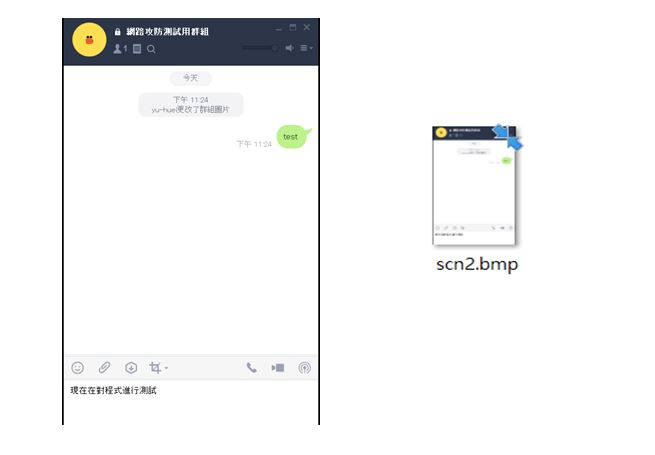 網路攻防測試用群組
1
今天
下午 11:24
yu-huei更改了群組圖片
test
下午 11:24
現在在對程式進行測試
scn2.bmp